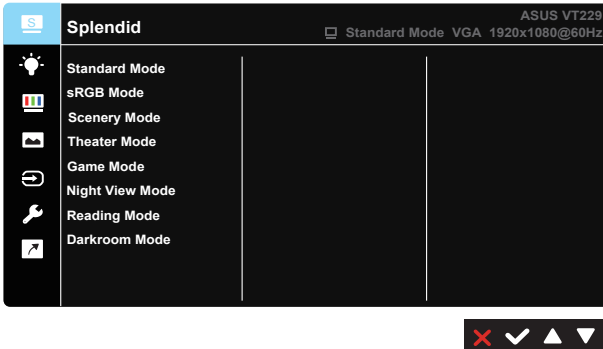 S
Splendid
ASUS VT229
Standard Mode VGA 1920x1080@60Hz
Standard Mode
sRGB Mode
Scenery Mode
Theater Mode
Game Mode
Night View Mode
Reading Mode
Darkroom Mode